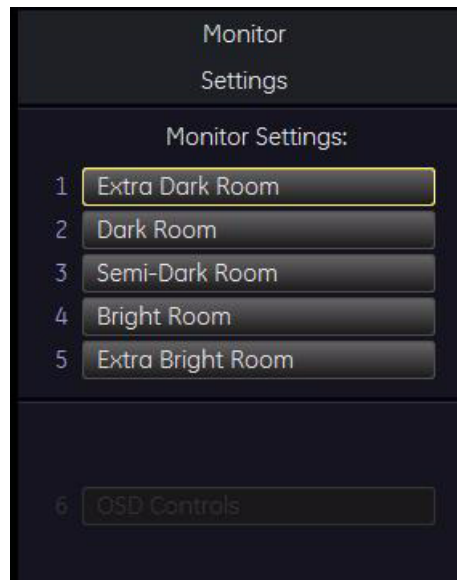 Monitor
Settings
Monitor Settings:
1 Extra Dark Room
2 Dark Room
3 Semi-Dark Room
4 Bright Room
5 Extra Bright Room
6 OSD Controls